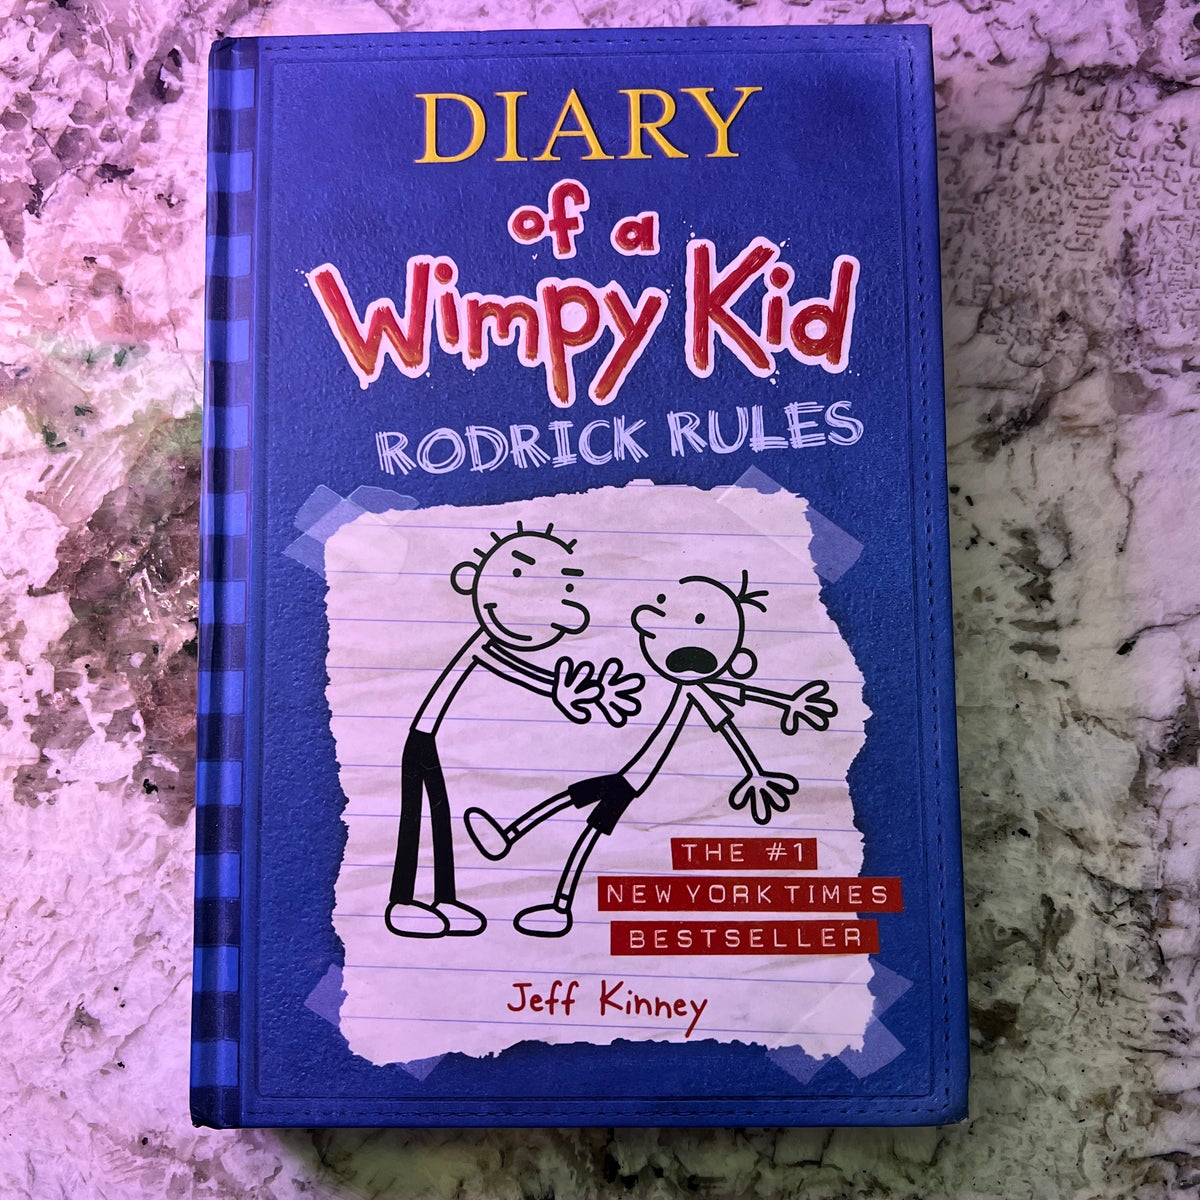 DIARY
of a
Wimpy Kid
RODRICK RULES
THE #1
NEW YORK TIMES
BESTSELLER
Jeff Kinney